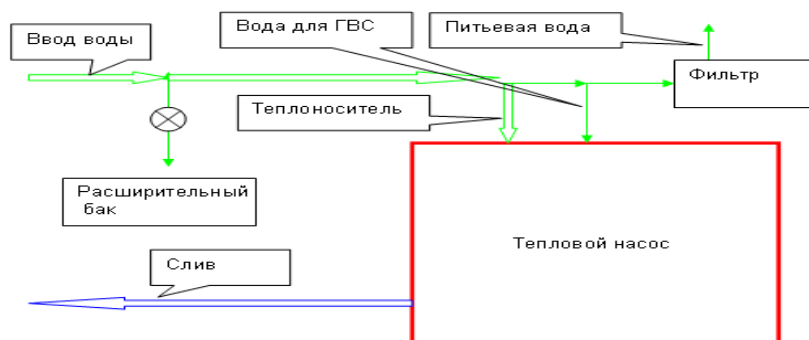 Ввод воды
Вода для ГВС
Питьевая вода
Фильтр
Теплоноситель
Расширительный
бак
Тепловой насос
Слив